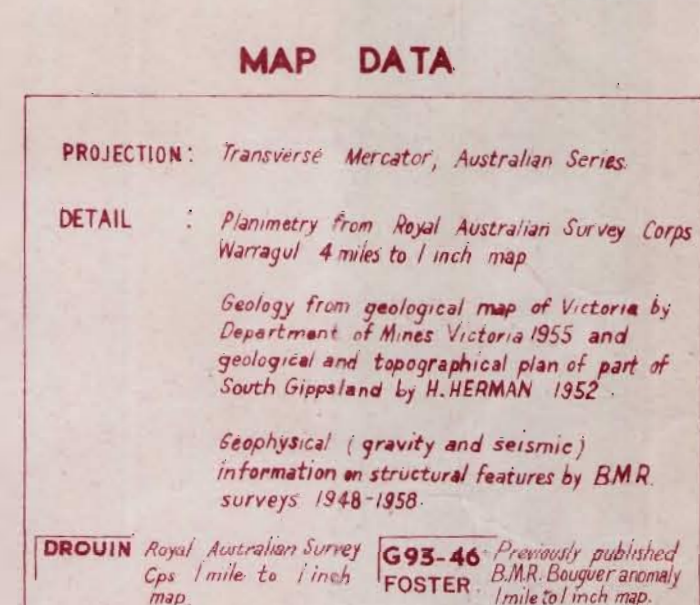 MAP DATA
PROJECTION: Transverse Mercator, Australian Series.
DETAIL : Planimetry from Royal Australian Survey Corps
Warragul 4 miles to 1 inch map
Geology from geological map of Victoria by
Department of Mines Victoria 1955 and
geological and topographical plan of part of
South Gippsland by H. HERMAN 1952.
Geophysical (gravity and seismic)
information on structural features by B.M.R.
surveys 1948-1958.
DROUIN Royal Australian Survey
Cps 1 mile to 1 inch
map.
G93-46 Previously published
FOSTER B.M.R. Bouguer anomaly
1 mile to 1 inch map.